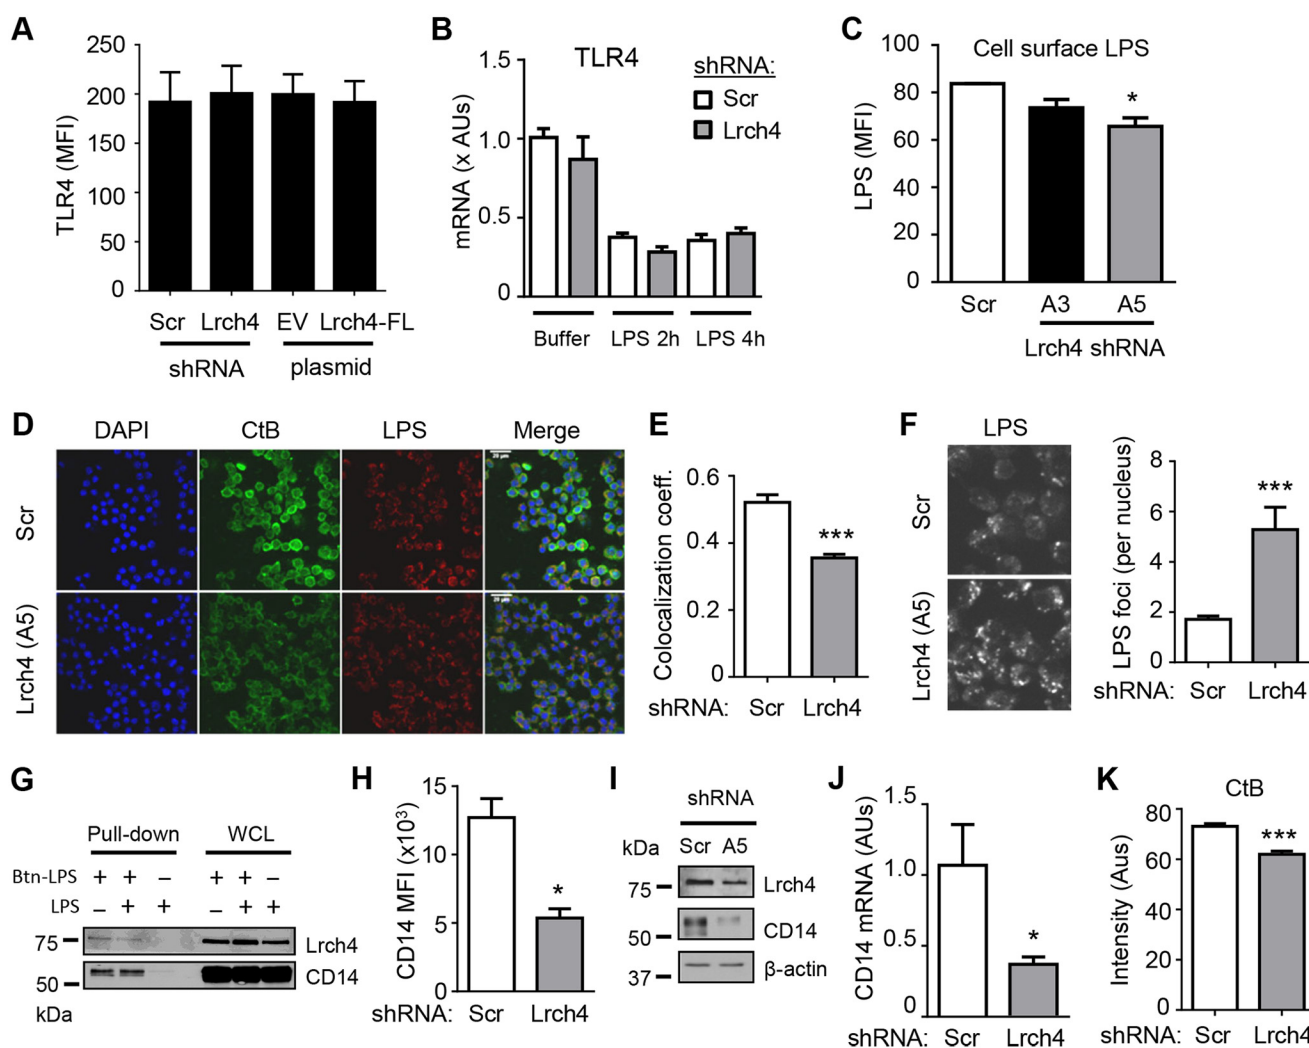 A
250
200
150
100
50
0
TLR4 (MFI)
Scr Lrch4 EV Lrch4-FL
shRNA plasmid
B
TLR4
1.5
1.0
0.5
0
mRNA (x AUs)
shRNA:
Scr
Lrch4
Buffer LPS 2h LPS 4h
C
Cell surface LPS
100
80
60
40
20
0
LPS (MFI)
*
Scr A3 A5
Lrch4 shRNA
D
DAPI CtB LPS Merge
Scr
20 µm
Lrch4 (A5)
20 µm
E
0.6
0.4
0.2
0
Colocalization coeff.
***
shRNA: Scr Lrch4
F
LPS
Scr
Lrch4 (A5)
8
6
4
2
0
LPS foci (per nucleus)
***
shRNA: Scr Lrch4
G
Pull-down WCL
Btn-LPS + + – + + –
LPS – + + – + +
75 Lrch4
50 CD14
kDa
H
15
10
5
0
CD14 MFI (x10³)
*
shRNA: Scr Lrch4
I
shRNA
kDa Scr A5
75 Lrch4
50 CD14
37 β-actin
J
1.5
1.0
0.5
0
CD14 mRNA (AUs)
*
shRNA: Scr Lrch4
K
CtB
80
60
40
20
0
Intensity (Aus)
***
shRNA: Scr Lrch4